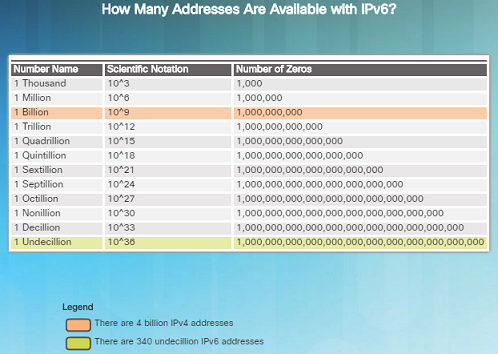 How Many Addresses Are Available with IPv6?
Number Name Scientific Notation Number of Zeros
1 Thousand 10^3 1,000
1 Million 10^6 1,000,000
1 Billion 10^9 1,000,000,000
1 Trillion 10^12 1,000,000,000,000
1 Quadrillion 10^15 1,000,000,000,000,000
1 Quintillion 10^18 1,000,000,000,000,000,000
1 Sextillion 10^21 1,000,000,000,000,000,000,000
1 Septillion 10^24 1,000,000,000,000,000,000,000,000
1 Octillion 10^27 1,000,000,000,000,000,000,000,000,000
1 Nonillion 10^30 1,000,000,000,000,000,000,000,000,000,000
1 Decillion 10^33 1,000,000,000,000,000,000,000,000,000,000,000
1 Undecillion 10^36 1,000,000,000,000,000,000,000,000,000,000,000,000
Legend
There are 4 billion IPv4 addresses
There are 340 undecillion IPv6 addresses